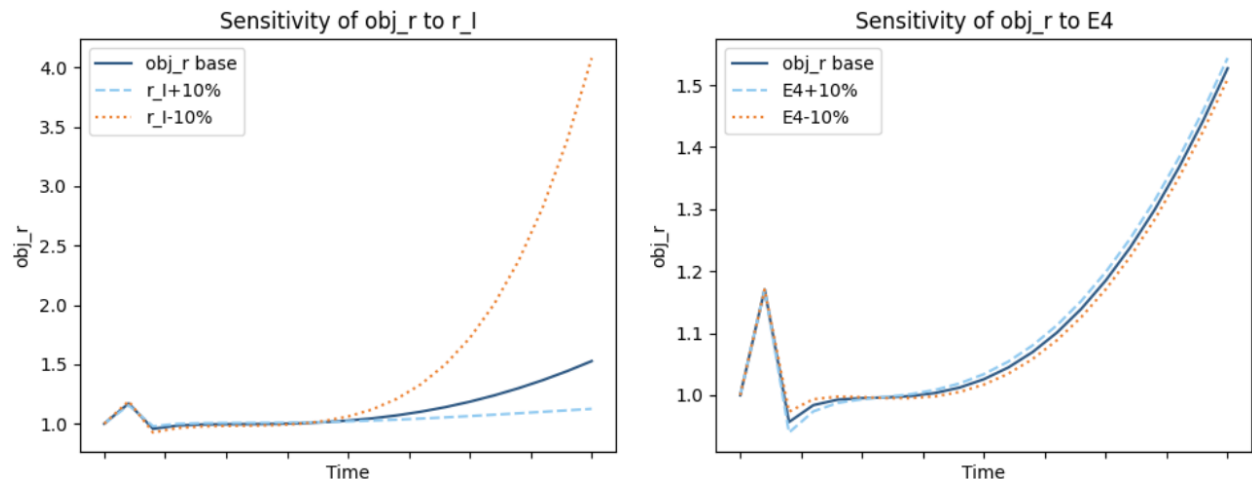 Sensitivity of obj_r to r_I
obj_r base
r_I+10%
r_I-10%
4.0
3.5
3.0
2.5
2.0
1.5
1.0
obj_r
Time
Sensitivity of obj_r to E4
obj_r base
E4+10%
E4-10%
1.5
1.4
1.3
1.2
1.1
1.0
obj_r
Time